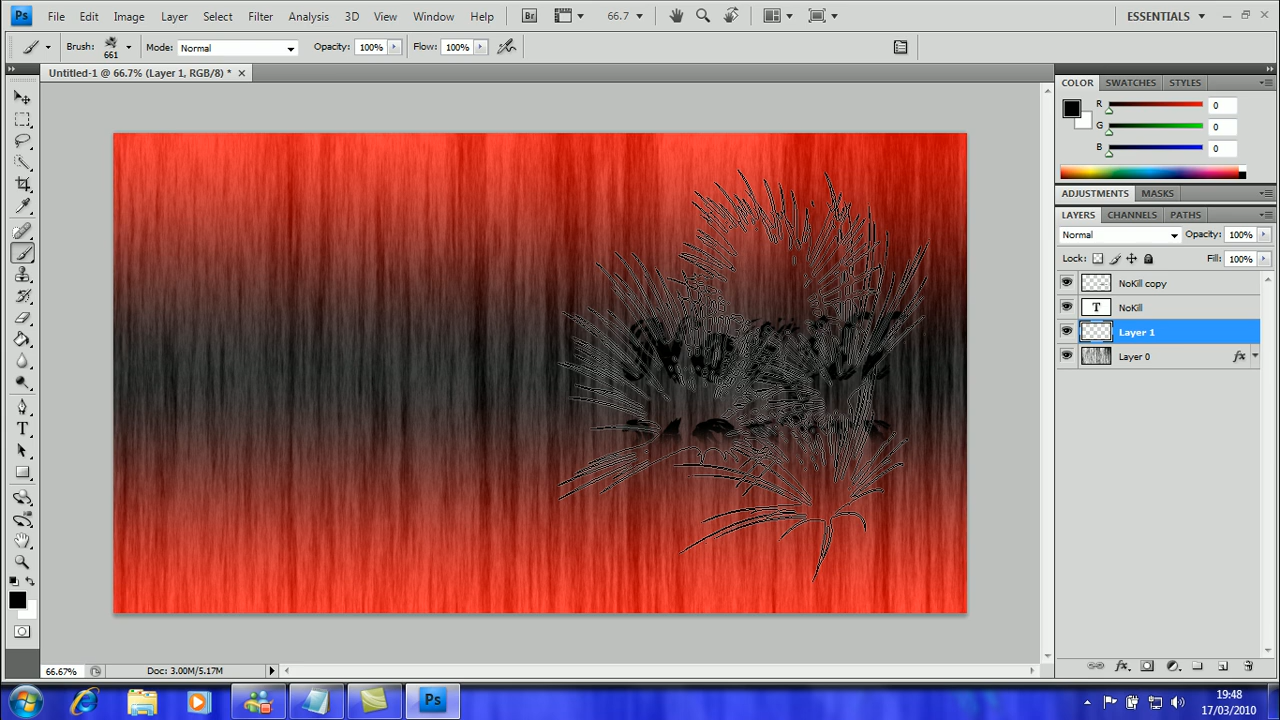 Ps File Edit Image Layer Select Filter Analysis 3D View Window Help Br 66.7 ESSENTIALS
Brush: 661 Mode: Normal Opacity: 100% Flow: 100%
Untitled-1 @ 66.7% (Layer 1, RGB/8) *
COLOR SWATCHES STYLES
R 0
G 0
B 0
ADJUSTMENTS MASKS
LAYERS CHANNELS PATHS
Normal Opacity: 100%
Lock: Fill: 100%
NoKill copy
T NoKill
Layer 1
Layer 0 fx
66.67% Doc: 3.00M/5.17M
Ps 19:48
17/03/2010